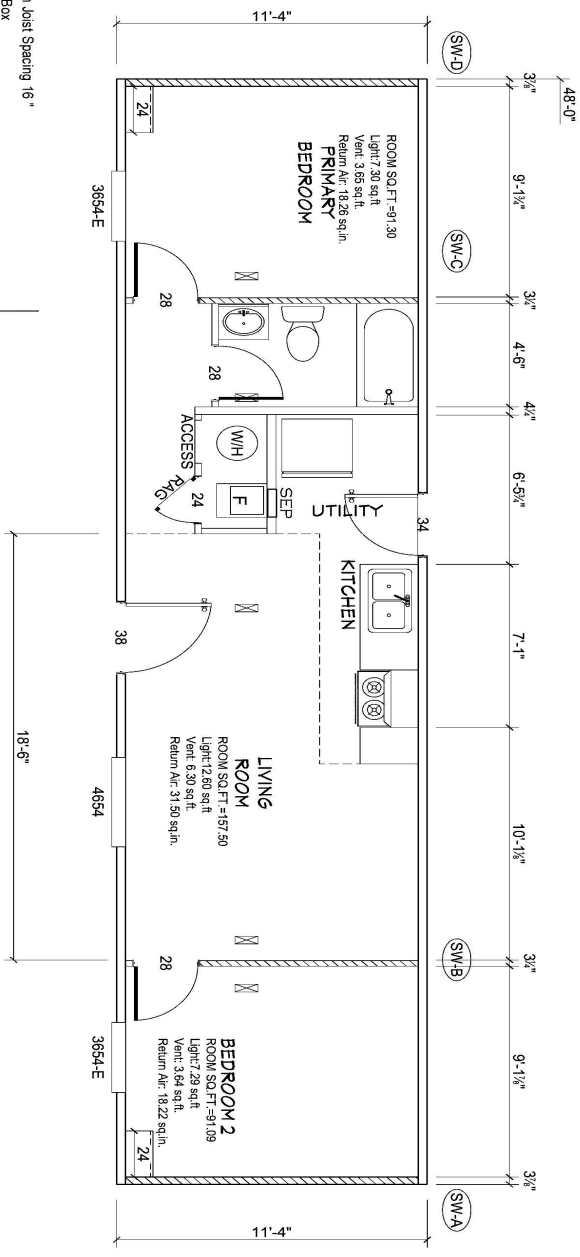 48'-0"
3⅞"
9'-1¾"
3¼"
4'-6"
4¼"
6'-5¾"
7'-1"
10'-1⅛"
3¼"
9'-1⅞"
3⅞"
SW-D
SW-C
SW-B
SW-A
11'-4"
11'-4"
ROOM SQ.FT.=91.30
Light:7.30 sq.ft
Vent: 3.65 sq.ft.
Return Air: 18.26 sq.in.
PRIMARY
BEDROOM
24
3654-E
28
28
ACCESS
RAG
W/H
F
24
SEP
UTILITY
34
KITCHEN
38
LIVING
ROOM
ROOM SQ.FT.=157.50
Light:12.60 sq.ft
Vent: 6.30 sq.ft.
Return Air: 31.50 sq.in.
4654
28
BEDROOM 2
ROOM SQ.FT.=91.09
Light:7.29 sq.ft
Vent: 3.64 sq.ft.
Return Air: 18.22 sq.in.
24
3654-E
18'-6"
Joist Spacing 16 "
Box